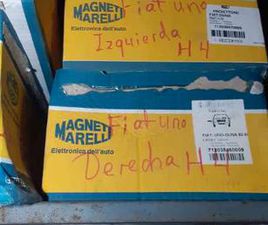 MAGNETI
MARELLI
Elettronica dell'auto
Fiat uno
Izquierda H4
MAGNETI
MARELLI
Elettronica dell'auto
Fiat uno
Derecha H4